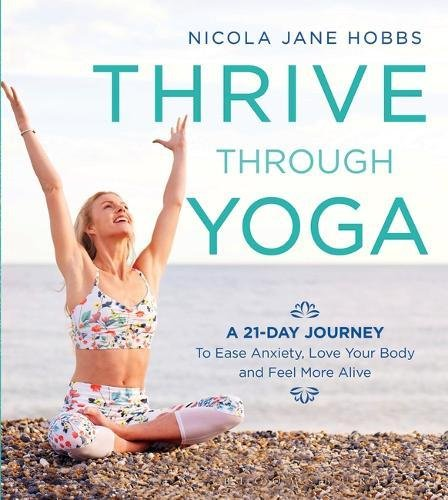 NICOLA JANE HOBBS
THRIVE
THROUGH
YOGA
A 21-DAY JOURNEY
To Ease Anxiety, Love Your Body
and Feel More Alive